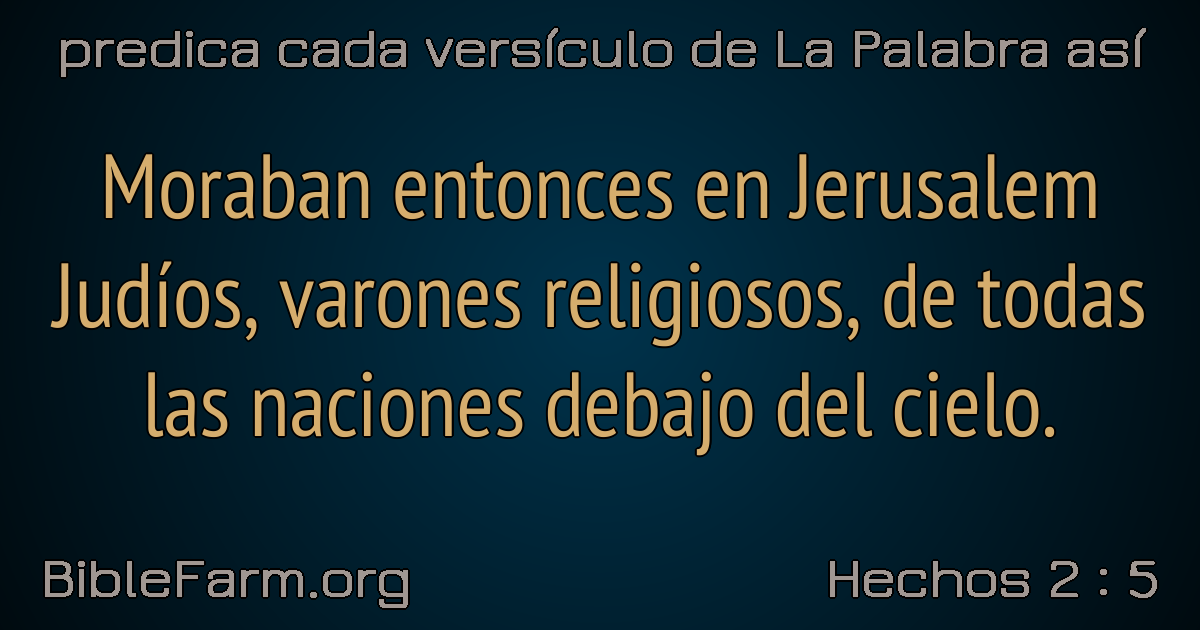 predica cada versículo de La Palabra así
Moraban entonces en Jerusalem
Judíos, varones religiosos, de todas
las naciones debajo del cielo.
BibleFarm.org
Hechos 2 : 5